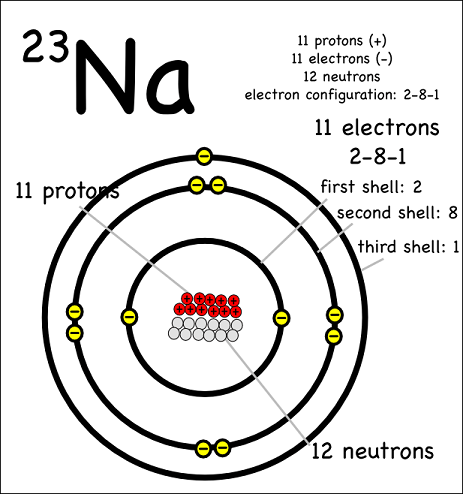 23Na
11 protons (+)
11 electrons (-)
12 neutrons
electron configuration: 2-8-1
11 electrons
2-8-1
11 protons
first shell: 2
second shell: 8
third shell: 1
12 neutrons